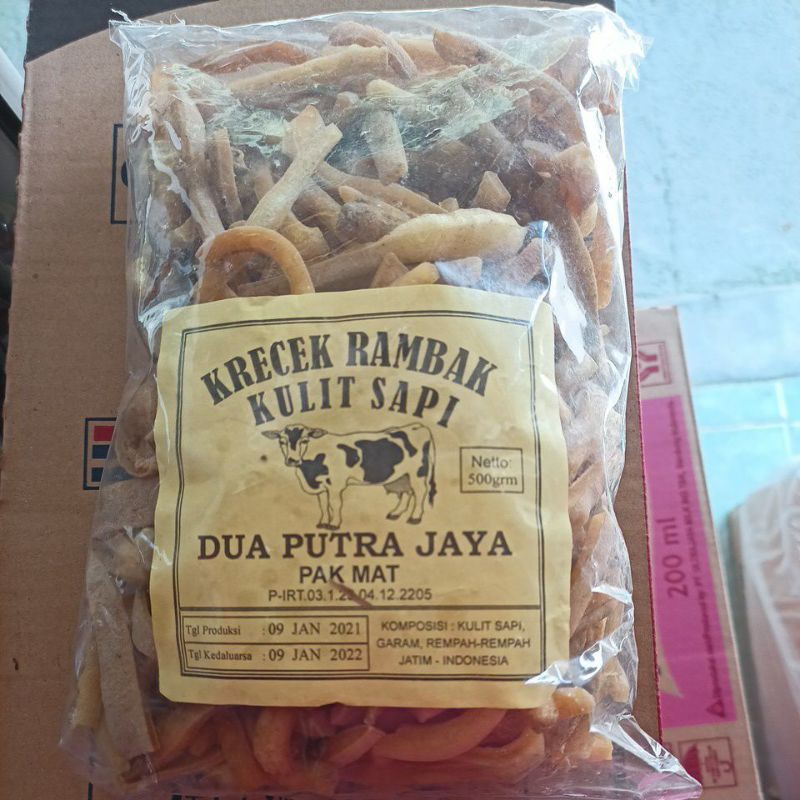 KRECEK RAMBAK
KULIT SAPI
Netto:
500grm
DUA PUTRA JAYA
PAK MAT
Tgl Produksi : 09 JAN 2021
Tgl Kedaluarsa : 09 JAN 2022
KOMPOSISI : KULIT SAPI,
GARAM, REMPAH-REMPAH
JATIM - INDONESIA
200 ml